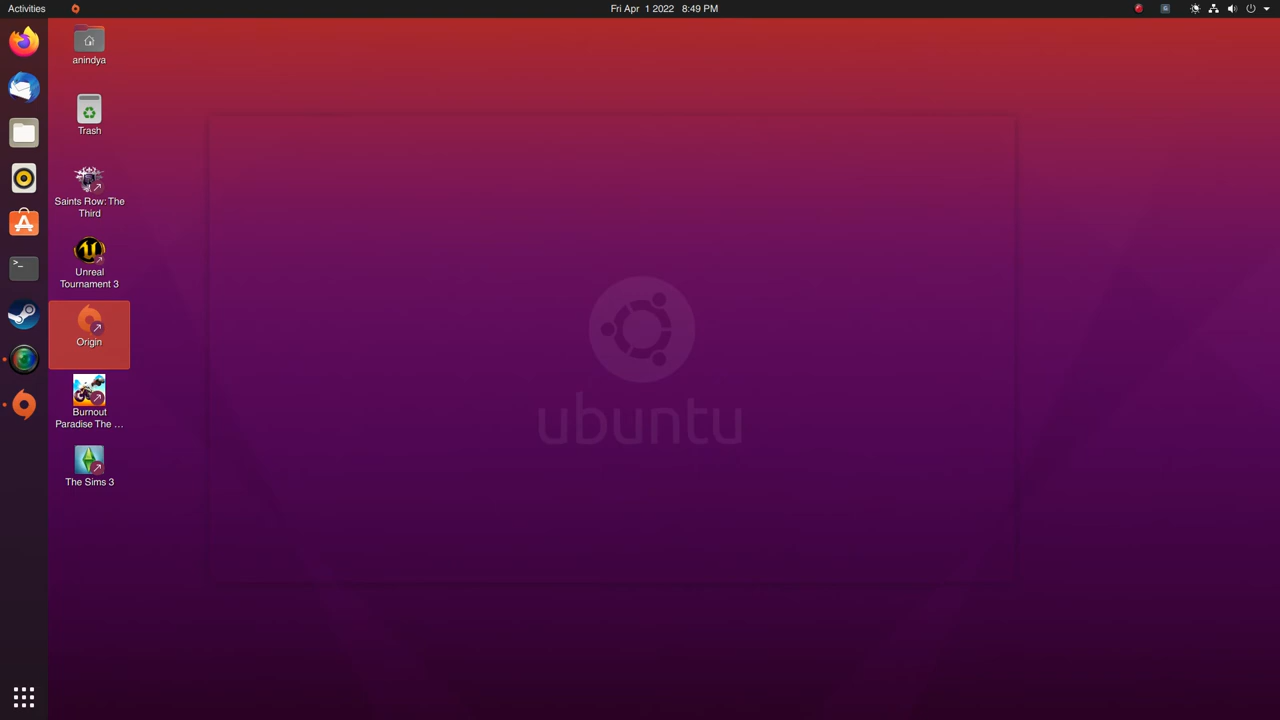 Activities
Fri Apr 1 2022 8:49 PM
anindya
Trash
Saints Row: The
Third
Unreal
Tournament 3
Origin
Burnout
Paradise The ...
The Sims 3
ubuntu